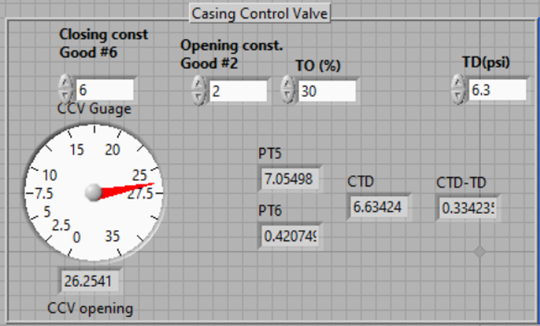 Casing Control Valve
Closing const
Good #6
6
Opening const.
Good #2
2
TO (%)
30
TD(psi)
6.3
CCV Guage
0
2.5
5
7.5
10
15
20
25
27.5
35
26.2541
CCV opening
PT5
7.05498
PT6
0.420749
CTD
6.63424
CTD-TD
0.33423